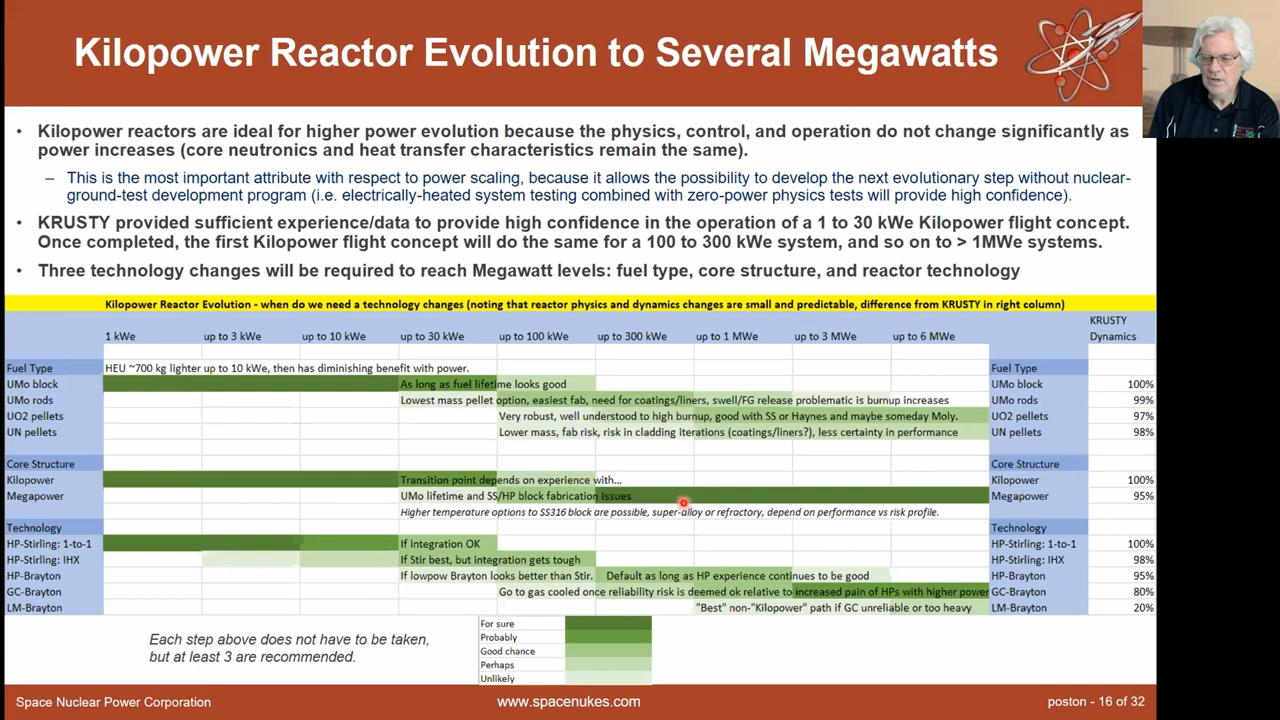 Kilopower Reactor Evolution to Several Megawatts
• Kilopower reactors are ideal for higher power evolution because the physics, control, and operation do not change significantly as
power increases (core neutronics and heat transfer characteristics remain the same).
– This is the most important attribute with respect to power scaling, because it allows the possibility to develop the next evolutionary step without nuclear-
ground-test development program (i.e. electrically-heated system testing combined with zero-power physics tests will provide high confidence).
• KRUSTY provided sufficient experience/data to provide high confidence in the operation of a 1 to 30 kWe Kilopower flight concept.
Once completed, the first Kilopower flight concept will do the same for a 100 to 300 kWe system, and so on to > 1MWe systems.
• Three technology changes will be required to reach Megawatt levels: fuel type, core structure, and reactor technology
Kilopower Reactor Evolution - when do we need a technology changes (noting that reactor physics and dynamics changes are small and predictable, difference from KRUSTY in right column)
KRUSTY
1 kWe up to 3 kWe up to 10 kWe up to 30 kWe up to 100 kWe up to 300 kWe up to 1 MWe up to 3 MWe up to 6 MWe Dynamics
Fuel Type HEU ~700 kg lighter up to 10 kWe, then has diminishing benefit with power. Fuel Type
UMo block As long as fuel lifetime looks good UMo block 100%
UMo rods Lowest mass pellet option, easiest fab, need for coatings/liners, swell/FG release problematic is burnup increases UMo rods 99%
UO2 pellets Very robust, well understood to high burnup, good with SS or Haynes and maybe someday Moly. UO2 pellets 97%
UN pellets Lower mass, fab risk, risk in cladding iterations (coatings/liners?), less certainty in performance UN pellets 98%
Core Structure Core Structure
Kilopower Transition point depends on experience with... Kilopower 100%
Megapower UMo lifetime and SS/HP block fabrication issues Megapower 95%
Higher temperature options to SS316 block are possible, super-alloy or refractory, depend on performance vs risk profile.
Technology Technology
HP-Stirling: 1-to-1 If integration OK HP-Stirling: 1-to-1 100%
HP-Stirling: IHX If Stir best, but integration gets tough HP-Stirling: IHX 98%
HP-Brayton If lowpow Brayton looks better than Stir. Default as long as HP experience continues to be good HP-Brayton 95%
GC-Brayton Go to gas cooled once reliability risk is deemed ok relative to increased pain of HPs with higher power GC-Brayton 80%
LM-Brayton "Best" non-"Kilopower" path if GC unreliable or too heavy LM-Brayton 20%
Each step above does not have to be taken,
but at least 3 are recommended.
For sure
Probably
Good chance
Perhaps
Unlikely
Space Nuclear Power Corporation www.spacenukes.com poston - 16 of 32